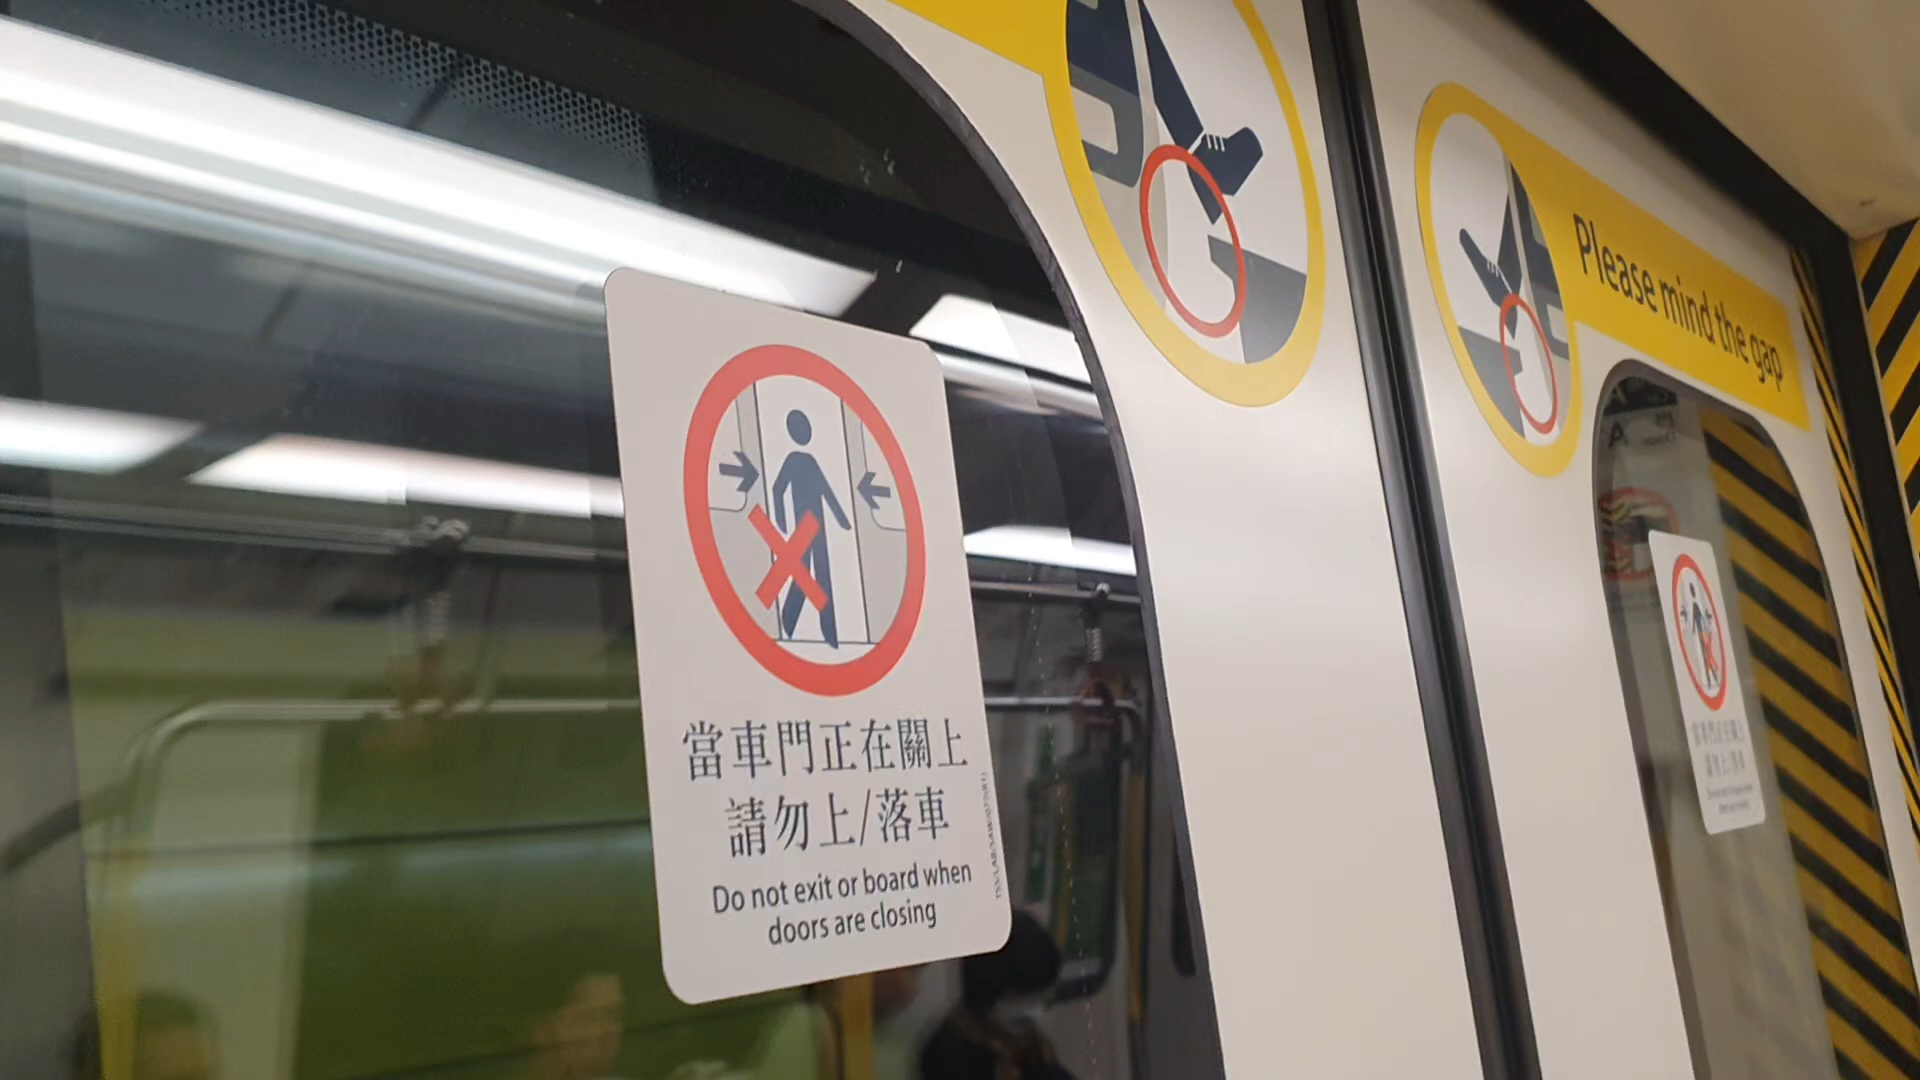 當車門正在關上
請勿上/落車
Do not exit or board when
doors are closing
Please mind the gap